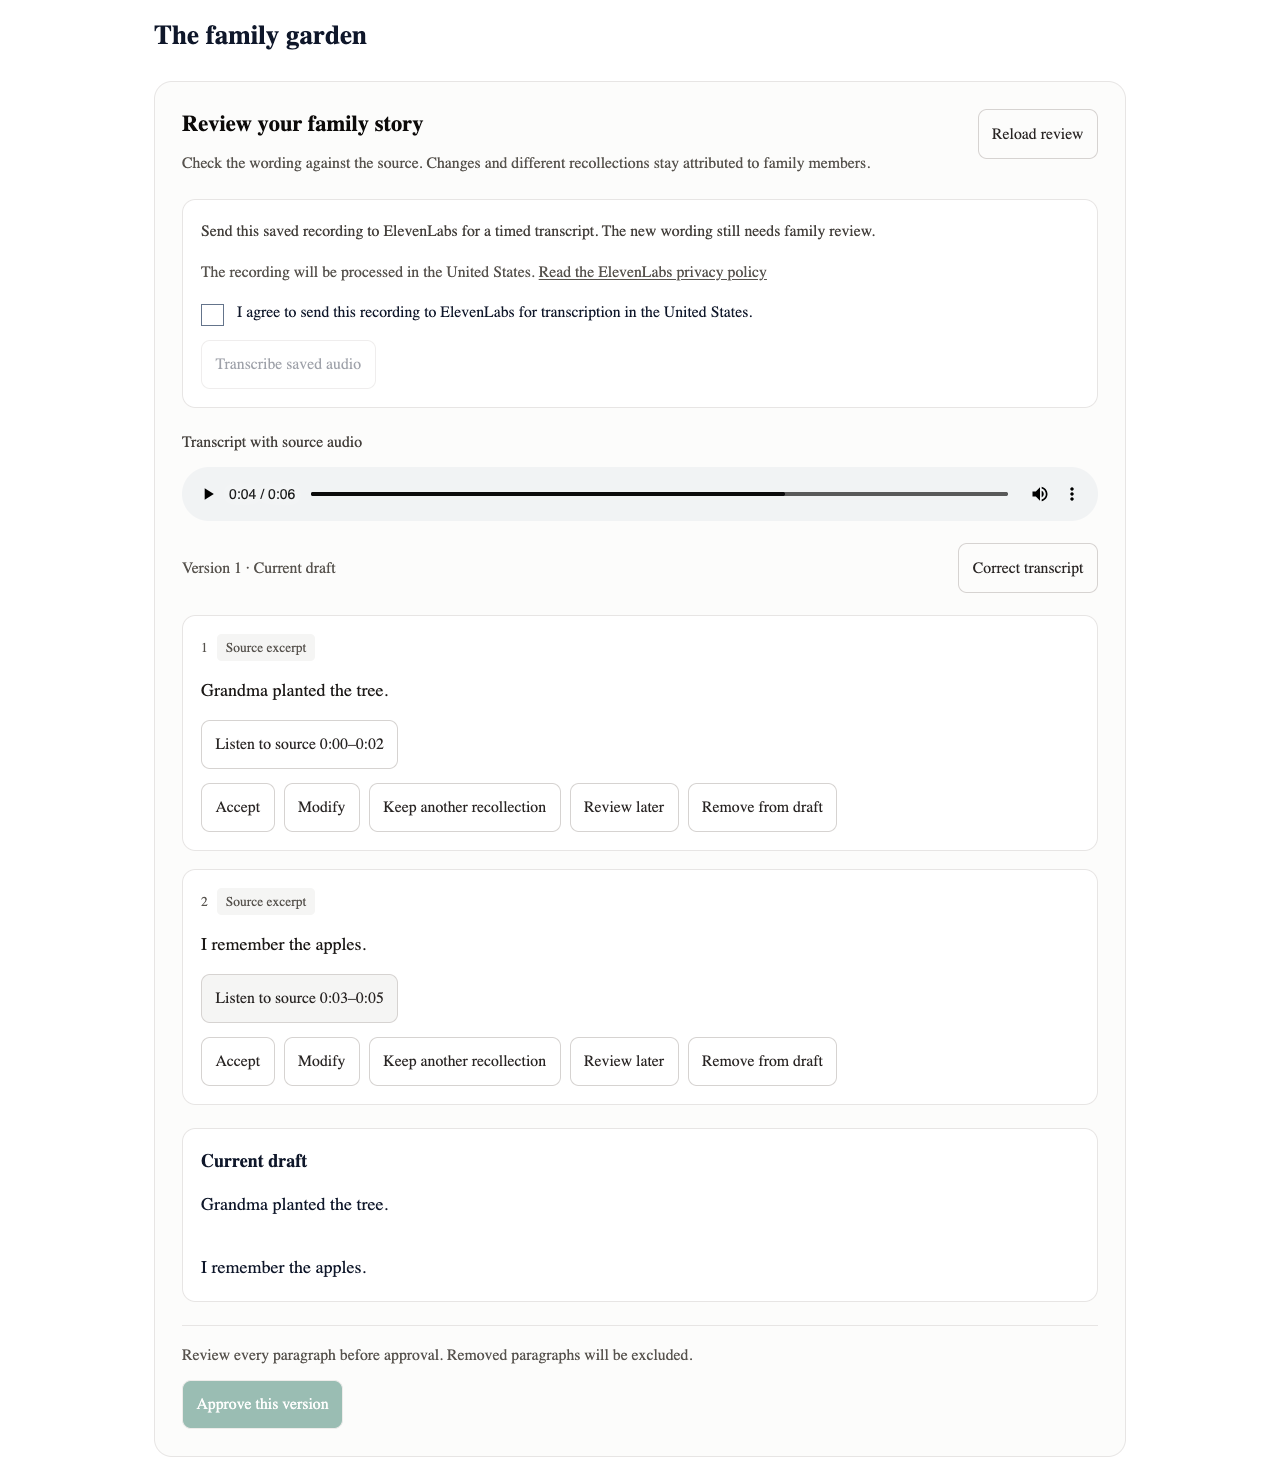 The family garden
Review your family story
Reload review
Check the wording against the source. Changes and different recollections stay attributed to family members.
Send this saved recording to ElevenLabs for a timed transcript. The new wording still needs family review.
The recording will be processed in the United States. Read the ElevenLabs privacy policy
I agree to send this recording to ElevenLabs for transcription in the United States.
Transcribe saved audio
Transcript with source audio
0:04 / 0:06
Version 1 · Current draft
Correct transcript
1 Source excerpt
Grandma planted the tree.
Listen to source 0:00–0:02
Accept Modify Keep another recollection Review later Remove from draft
2 Source excerpt
I remember the apples.
Listen to source 0:03–0:05
Accept Modify Keep another recollection Review later Remove from draft
Current draft
Grandma planted the tree.
I remember the apples.
Review every paragraph before approval. Removed paragraphs will be excluded.
Approve this version